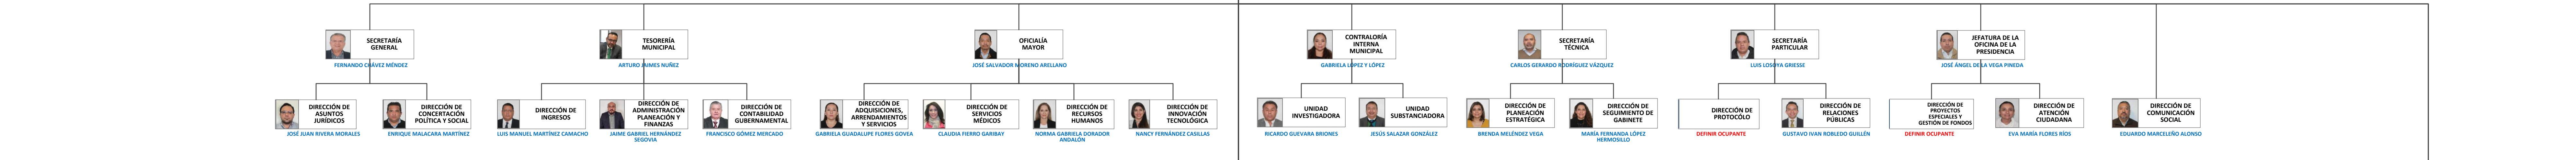 SECRETARÍA
GENERAL
FERNANDO CHÁVEZ MÉNDEZ
TESORERÍA
MUNICIPAL
ARTURO JAIMES NUÑEZ
OFICIALÍA
MAYOR
JOSÉ SALVADOR MORENO ARELLANO
CONTRALORÍA
INTERNA
MUNICIPAL
GABRIELA LÓPEZ Y LÓPEZ
SECRETARÍA
TÉCNICA
CARLOS GERARDO RODRÍGUEZ VÁZQUEZ
SECRETARÍA
PARTICULAR
LUIS LOSOYA GRIESSE
JEFATURA DE LA
OFICINA DE LA
PRESIDENCIA
JOSÉ ÁNGEL DE LA VEGA PINEDA
DIRECCIÓN DE
ASUNTOS
JURÍDICOS
JOSÉ JUAN RIVERA MORALES
DIRECCIÓN DE
CONCERTACIÓN
POLÍTICA Y SOCIAL
ENRIQUE MALACARA MARTÍNEZ
DIRECCIÓN DE
INGRESOS
LUIS MANUEL MARTÍNEZ CAMACHO
DIRECCIÓN DE
ADMINISTRACIÓN
PLANEACIÓN Y
FINANZAS
JAIME GABRIEL HERNÁNDEZ
SEGOVIA
DIRECCIÓN DE
CONTABILIDAD
GUBERNAMENTAL
FRANCISCO GÓMEZ MERCADO
DIRECCIÓN DE
ADQUISICIONES,
ARRENDAMIENTOS
Y SERVICIOS
GABRIELA GUADALUPE FLORES GOVEA
DIRECCIÓN DE
SERVICIOS
MÉDICOS
CLAUDIA FIERRO GARIBAY
DIRECCIÓN DE
RECURSOS
HUMANOS
NORMA GABRIELA DORADOR
ANDALÓN
DIRECCIÓN DE
INNOVACIÓN
TECNOLÓGICA
NANCY FERNÁNDEZ CASILLAS
UNIDAD
INVESTIGADORA
RICARDO GUEVARA BRIONES
UNIDAD
SUBSTANCIADORA
JESÚS SALAZAR GONZÁLEZ
DIRECCIÓN DE
PLANEACIÓN
ESTRATÉGICA
BRENDA MELÉNDEZ VEGA
DIRECCIÓN DE
SEGUIMIENTO DE
GABINETE
MARÍA FERNANDA LÓPEZ
HERMOSILLO
DIRECCIÓN DE
PROTOCÓLO
DEFINIR OCUPANTE
DIRECCIÓN DE
RELACIONES
PÚBLICAS
GUSTAVO IVAN ROBLEDO GUILLÉN
DIRECCIÓN DE
PROYECTOS
ESPECIALES Y
GESTIÓN DE FONDOS
DEFINIR OCUPANTE
DIRECCIÓN DE
ATENCIÓN
CIUDADANA
EVA MARÍA FLORES RÍOS
DIRECCIÓN DE
COMUNICACIÓN
SOCIAL
EDUARDO MARCELEÑO ALONSO